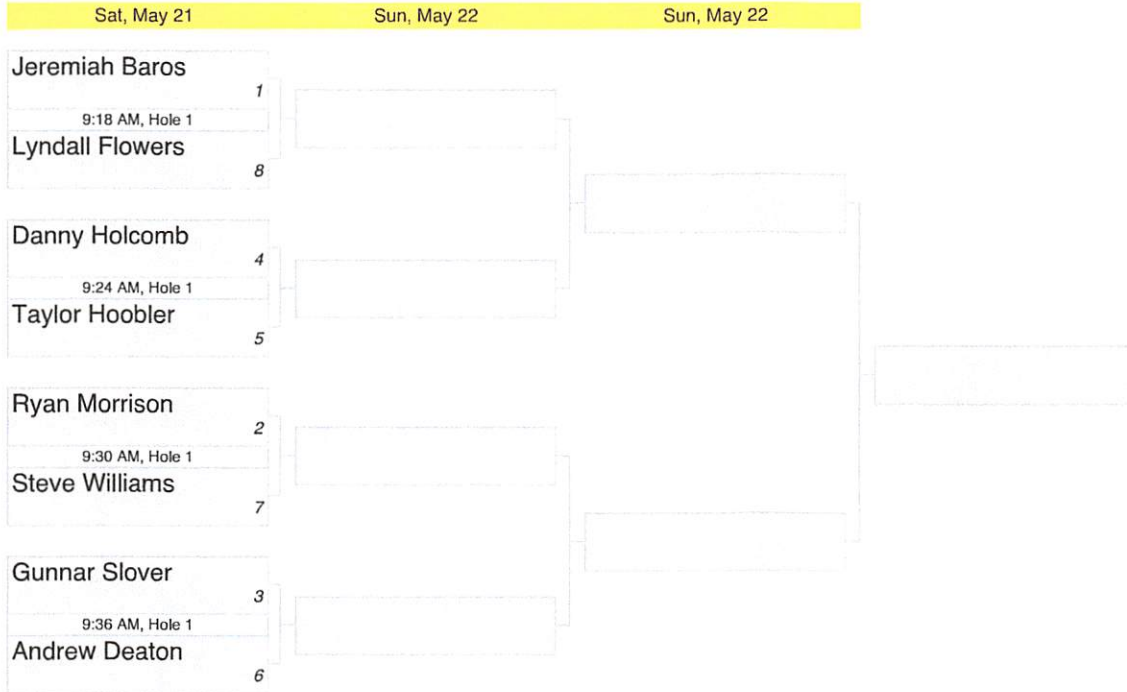 Sat, May 21 Sun, May 22 Sun, May 22
Jeremiah Baros
1
9:18 AM, Hole 1
Lyndall Flowers
8
Danny Holcomb
4
9:24 AM, Hole 1
Taylor Hoobler
5
Ryan Morrison
2
9:30 AM, Hole 1
Steve Williams
7
Gunnar Slover
3
9:36 AM, Hole 1
Andrew Deaton
6